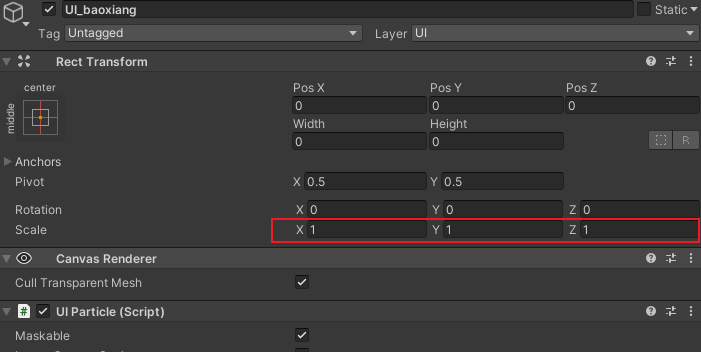 UI_baoxiang Static
Tag Untagged Layer UI
Rect Transform
center
middle
Pos X Pos Y Pos Z
0 0 0
Width Height
0 0 R
Anchors
Pivot X 0.5 Y 0.5
Rotation X 0 Y 0 Z 0
Scale X 1 Y 1 Z 1
Canvas Renderer
Cull Transparent Mesh
# UI Particle (Script)
Maskable